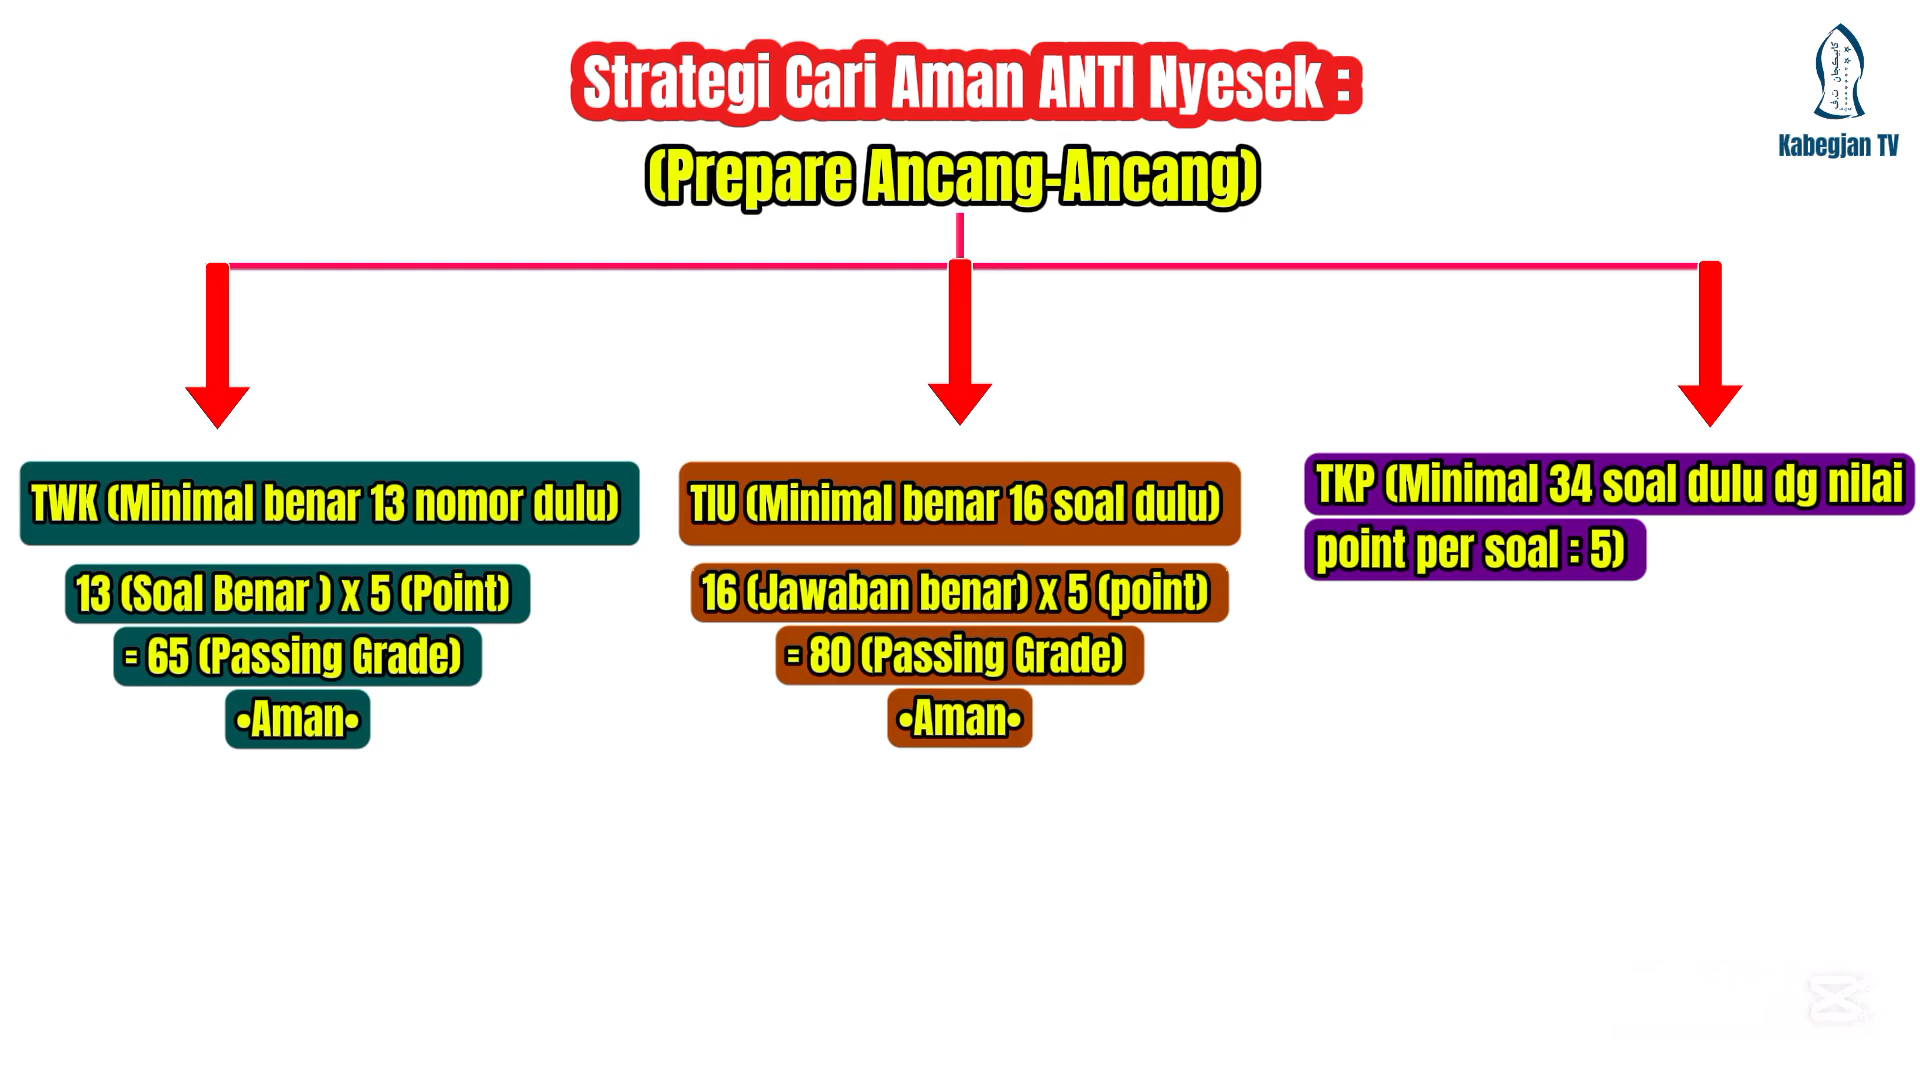 Strategi Cari Aman ANTI Nyesek :
(Prepare Ancang-Ancang)
Kabegjan TV
TWK (Minimal benar 13 nomor dulu)
13 (Soal Benar ) x 5 (Point)
= 65 (Passing Grade)
•Aman•
TIU (Minimal benar 16 soal dulu)
16 (Jawaban benar) x 5 (point)
= 80 (Passing Grade)
•Aman•
TKP (Minimal 34 soal dulu dg nilai
point per soal : 5)